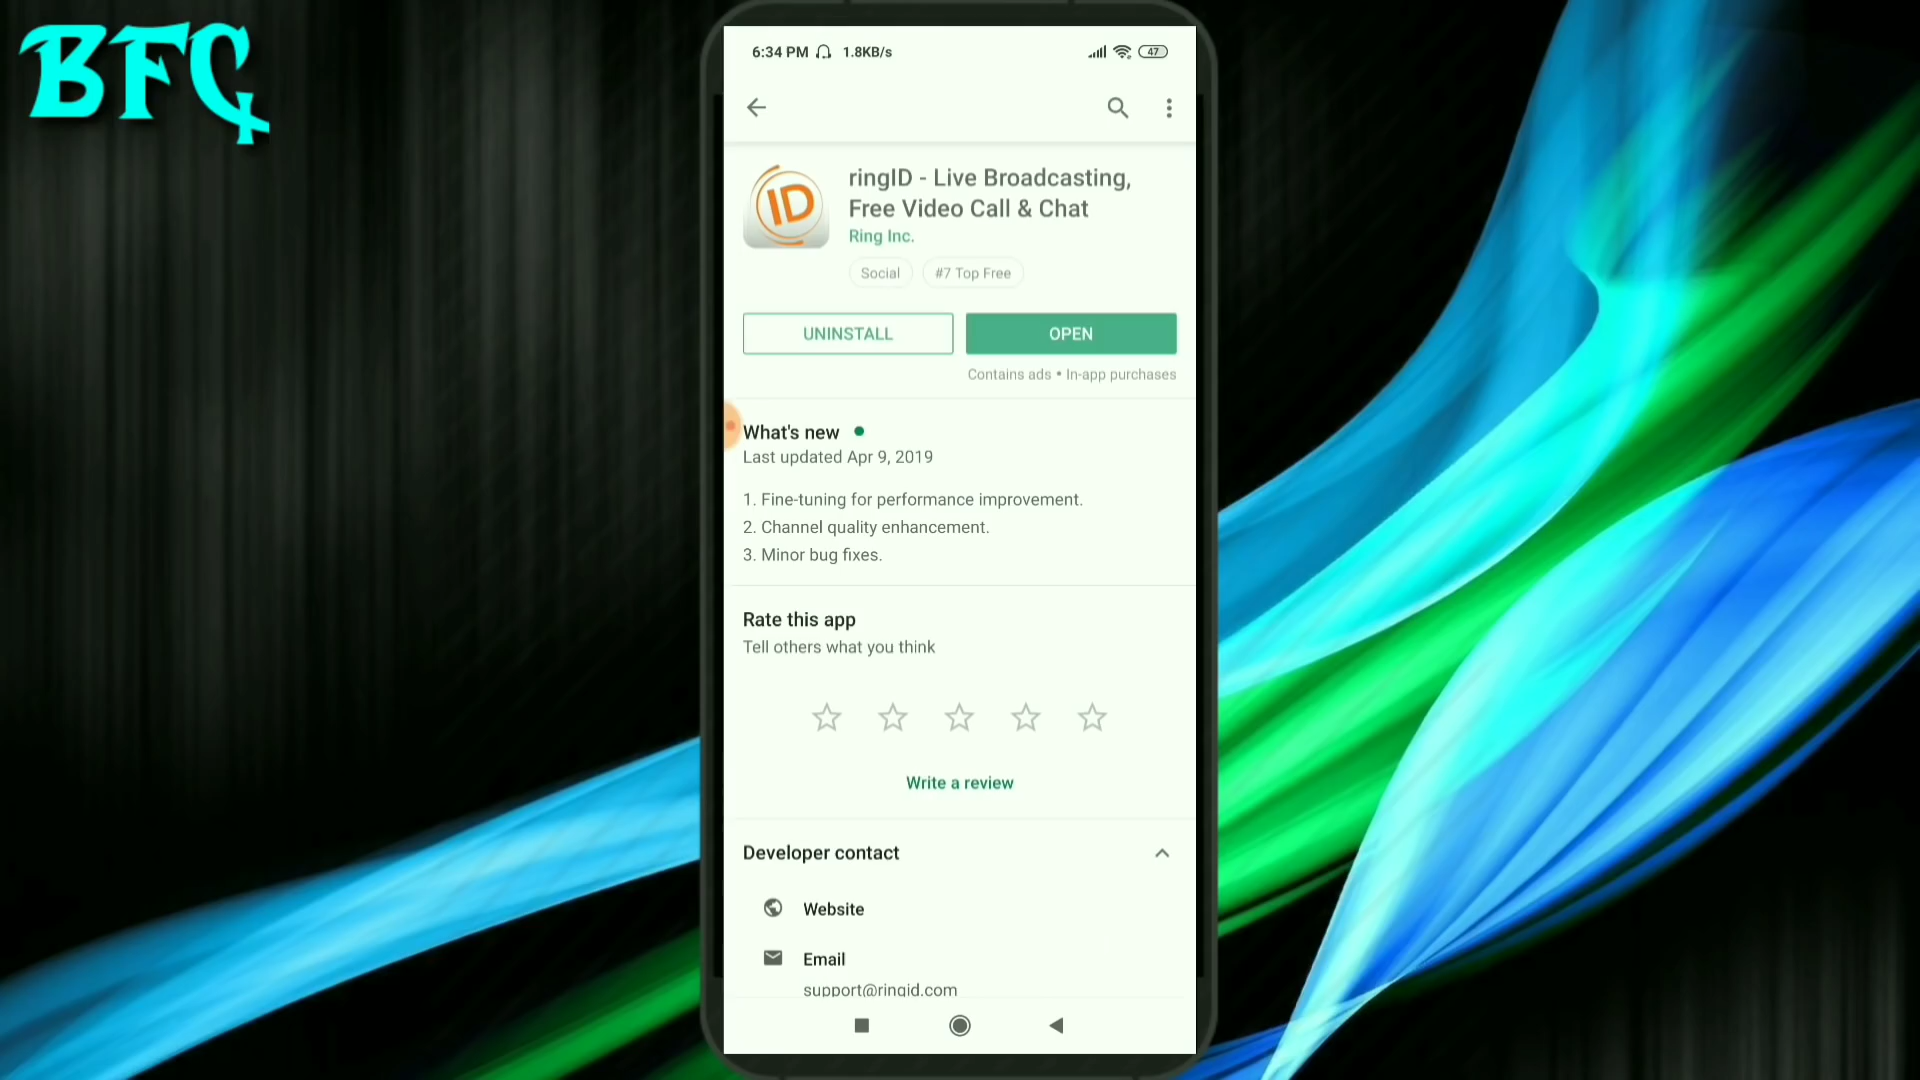 BFC
6:34 PM 1.8KB/s 47
ID
ringID - Live Broadcasting,
Free Video Call & Chat
Ring Inc.
Social #7 Top Free
UNINSTALL OPEN
Contains ads • In-app purchases
What's new
Last updated Apr 9, 2019
1. Fine-tuning for performance improvement.
2. Channel quality enhancement.
3. Minor bug fixes.
Rate this app
Tell others what you think
Write a review
Developer contact
Website
Email
support@ringid.com